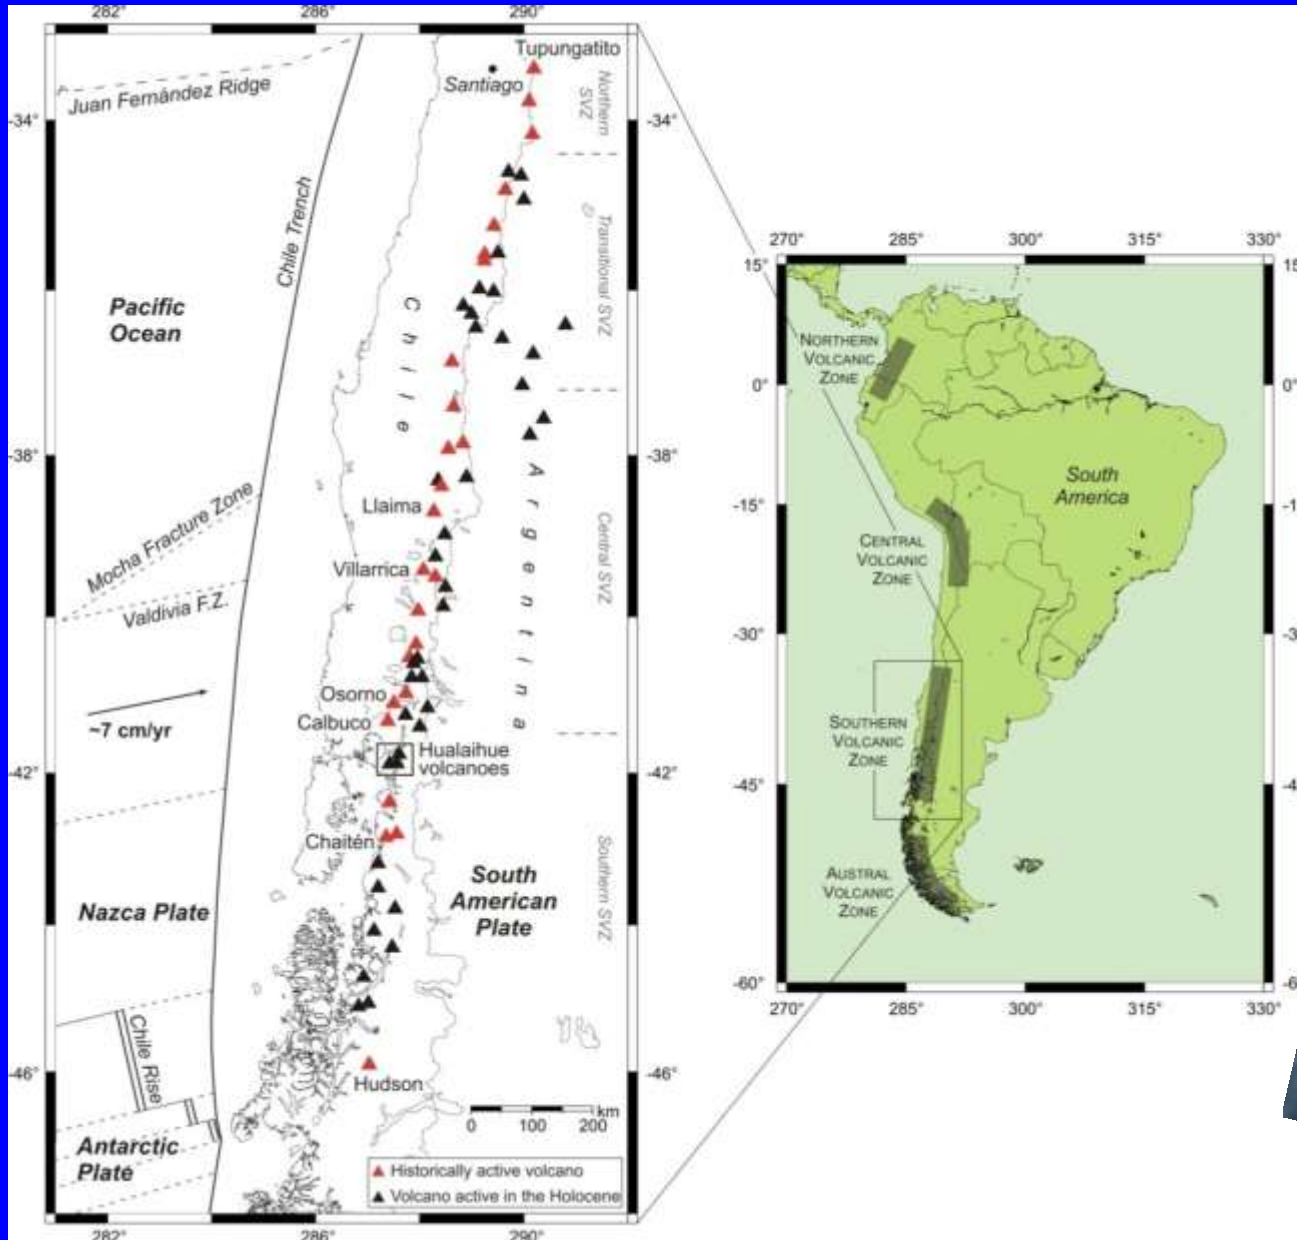 282°
286°
290°
Tupungatito
Santiago
Juan Fernández Ridge
Northern
SVZ
-34°
-34°
Chile Trench
Transitional SVZ
Pacific
Ocean
Chile
-38°
-38°
Argentina
Llaima
Mocha Fracture Zone
Central SVZ
Villarrica
Valdivia F.Z.
Osorno
Calbuco
~7 cm/yr
Hualaihue
volcanoes
-42°
-42°
Chaitén
Southern SVZ
South
American
Plate
Nazca Plate
Chile Rise
-46°
-46°
Hudson
km
0 100 200
Antarctic
Plate
Historically active volcano
Volcano active in the Holocene
282°
286°
290°
270° 285° 300° 315° 330°
15°
NORTHERN
VOLCANIC
ZONE
0°
0°
South
America
-15°
CENTRAL
VOLCANIC
ZONE
-30°
SOUTHERN
VOLCANIC
ZONE
-45°
AUSTRAL
VOLCANIC
ZONE
-60°
270° 285° 300° 315° 330°